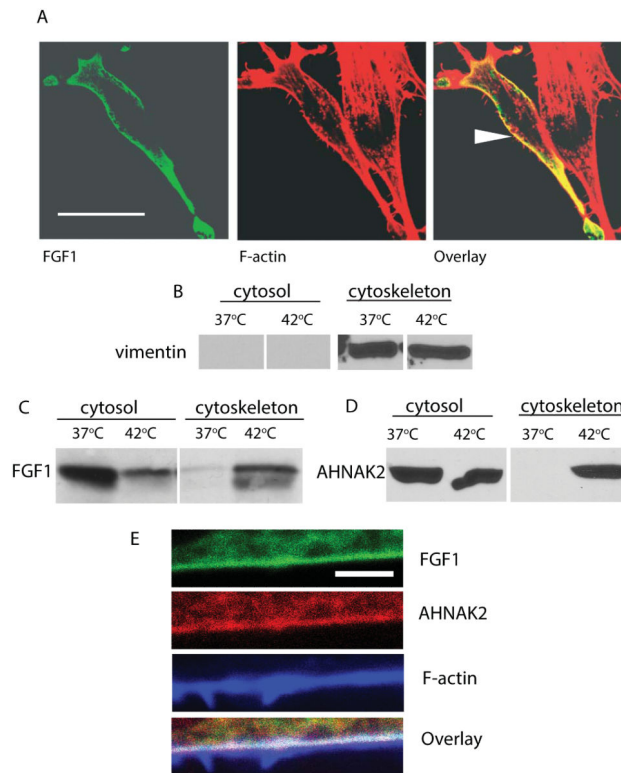 A
FGF1 F-actin Overlay
B
cytosol cytoskeleton
37°C 42°C 37°C 42°C
vimentin
C
cytosol cytoskeleton
37°C 42°C 37°C 42°C
FGF1
D
cytosol cytoskeleton
37°C 42°C 37°C 42°C
AHNAK2
E
FGF1
AHNAK2
F-actin
Overlay